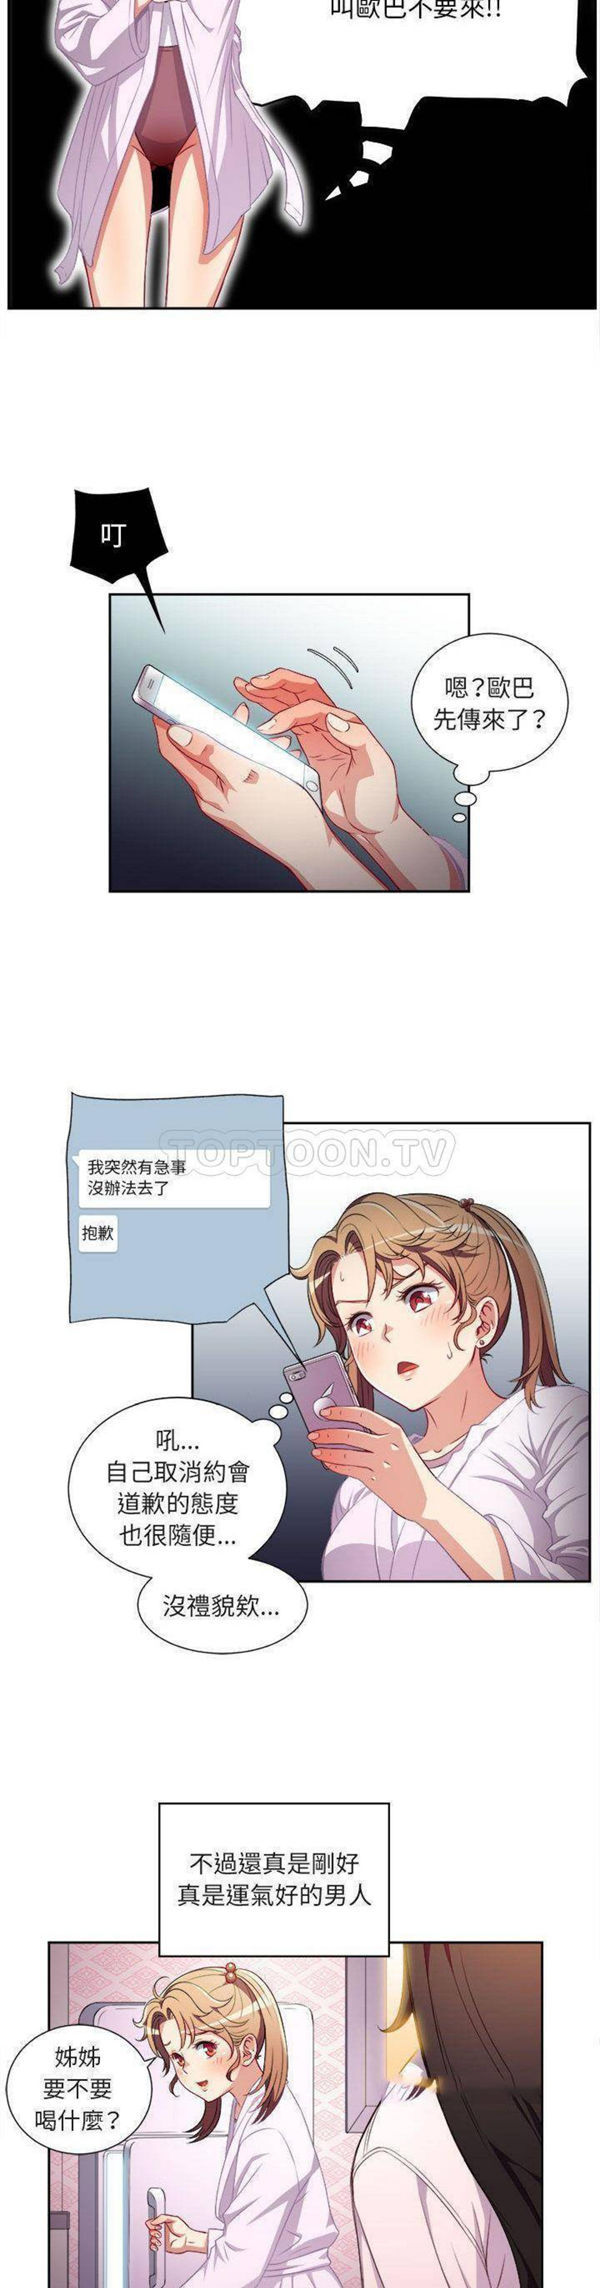 叫歐巴不要來!!
叮
嗯？歐巴
先傳來了？
TOPTOON.TV
我突然有急事
沒辦法去了
抱歉
吼...
自己取消約會
道歉的態度
也很隨便...
沒禮貌欸...
不過還真是剛好
真是運氣好的男人
姊姊
要不要
喝什麼？